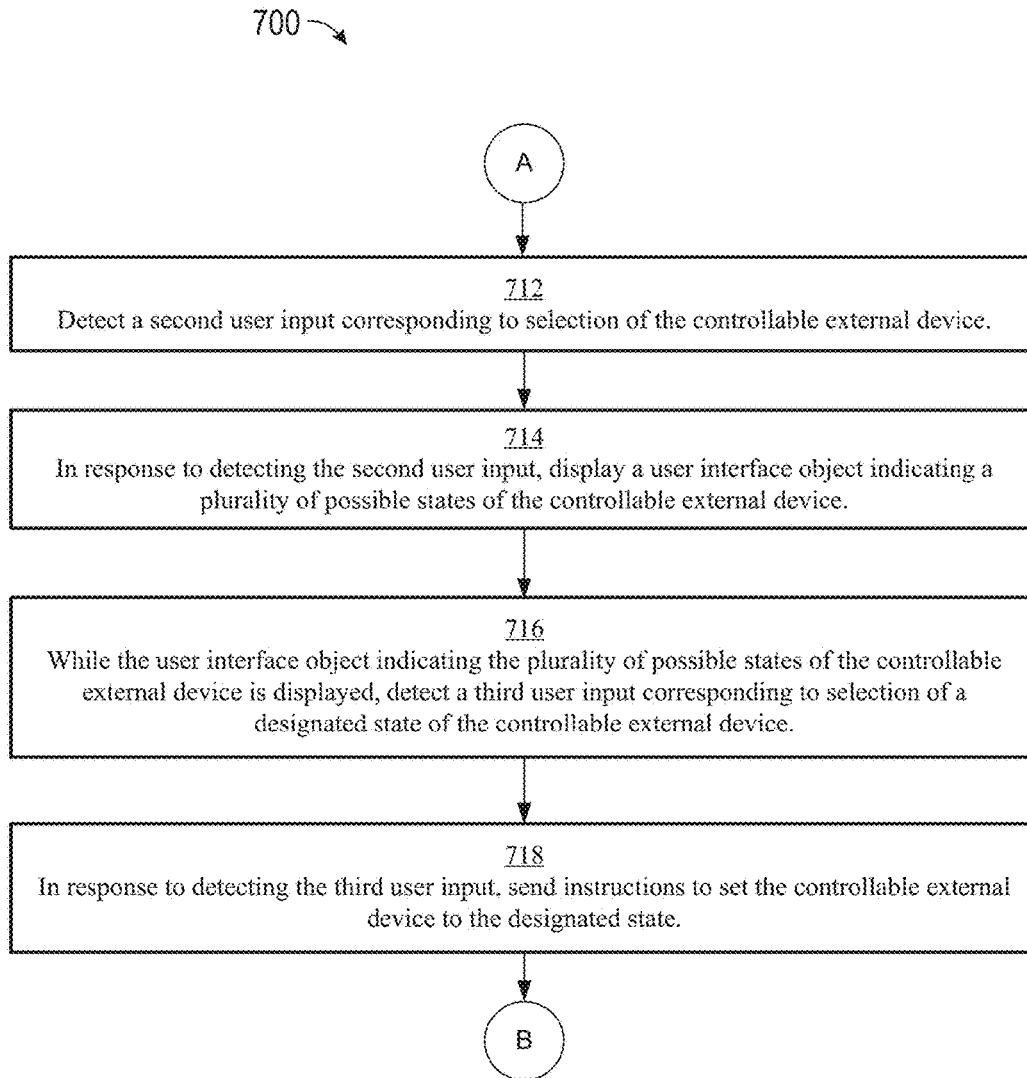 700
A
712
Detect a second user input corresponding to selection of the controllable external device.
714
In response to detecting the second user input, display a user interface object indicating a
plurality of possible states of the controllable external device.
716
While the user interface object indicating the plurality of possible states of the controllable
external device is displayed, detect a third user input corresponding to selection of a
designated state of the controllable external device.
718
In response to detecting the third user input, send instructions to set the controllable external
device to the designated state.
B